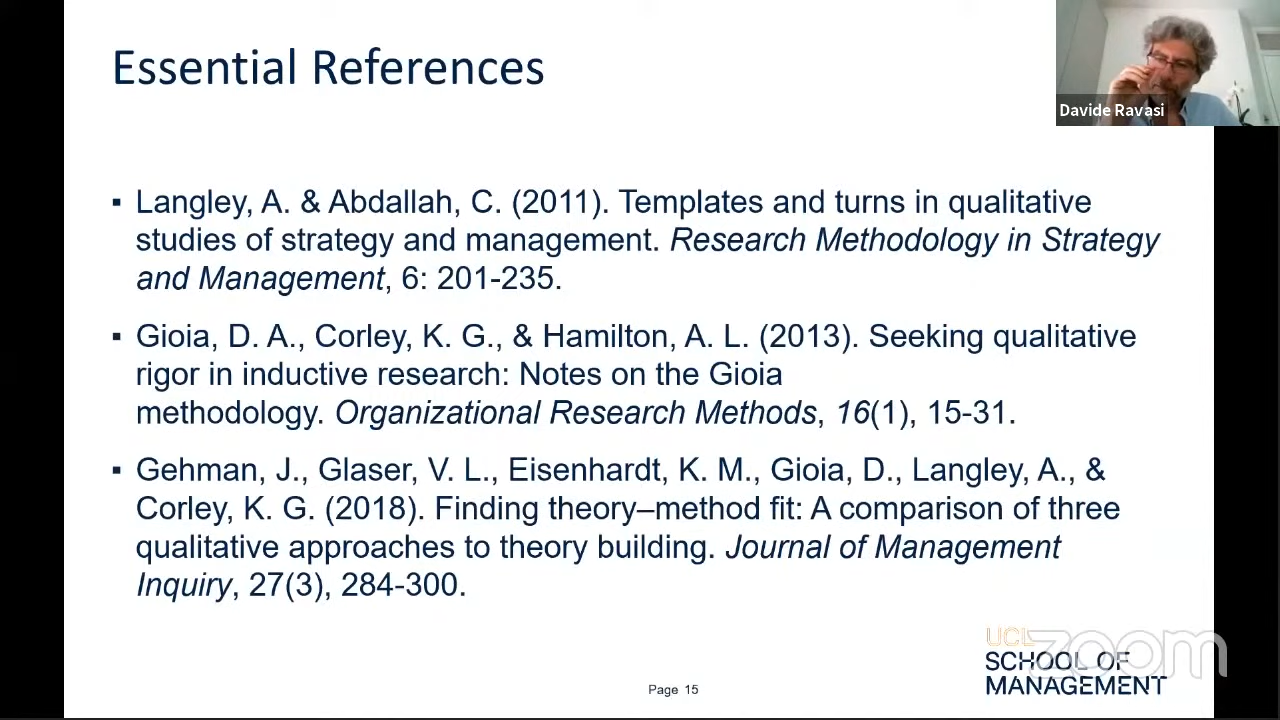 Essential References
Davide Ravasi
▪ Langley, A. & Abdallah, C. (2011). Templates and turns in qualitative
studies of strategy and management. Research Methodology in Strategy
and Management, 6: 201-235.
▪ Gioia, D. A., Corley, K. G., & Hamilton, A. L. (2013). Seeking qualitative
rigor in inductive research: Notes on the Gioia
methodology. Organizational Research Methods, 16(1), 15-31.
▪ Gehman, J., Glaser, V. L., Eisenhardt, K. M., Gioia, D., Langley, A., &
Corley, K. G. (2018). Finding theory–method fit: A comparison of three
qualitative approaches to theory building. Journal of Management
Inquiry, 27(3), 284-300.
UCL
zoom
SCHOOL OF
MANAGEMENT
Page 15